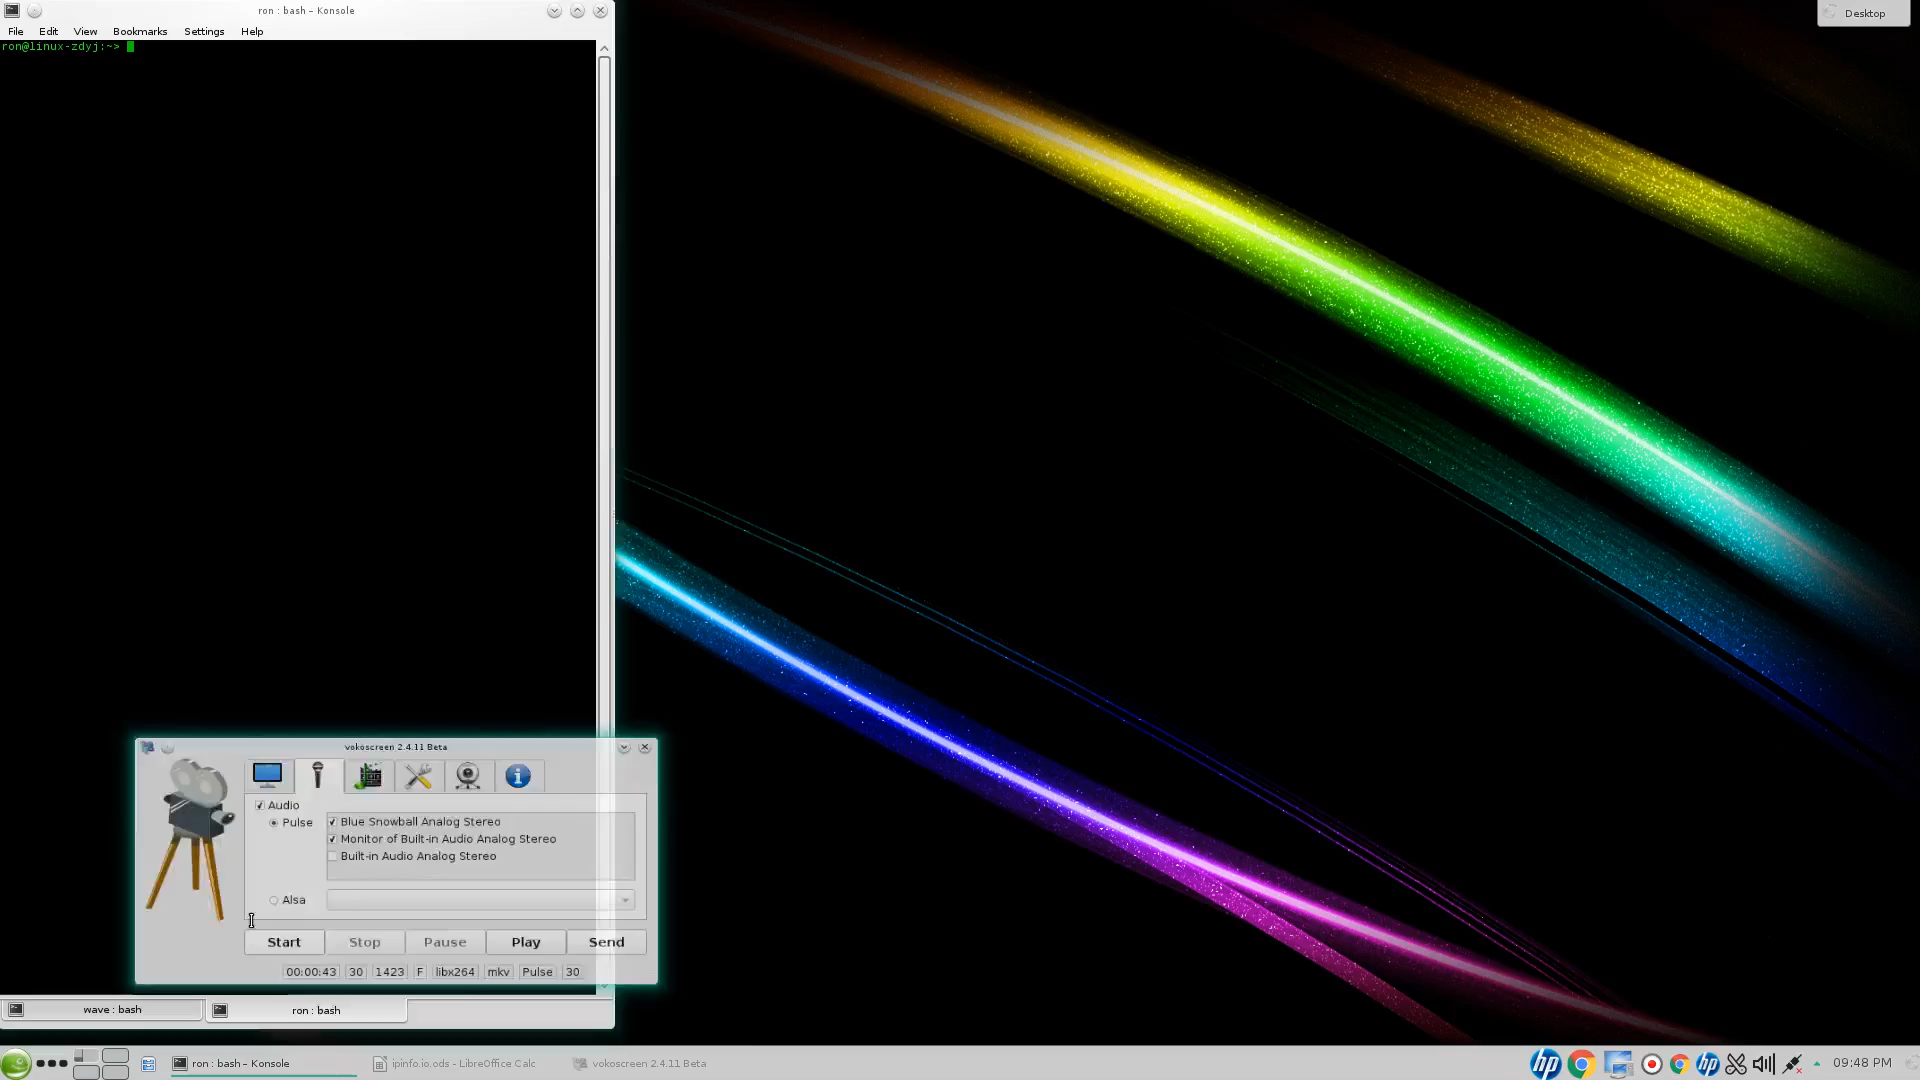 ron : bash – Konsole
Desktop
File Edit View Bookmarks Settings Help
ron@linux-zdyj:~>
vokoscreen 2.4.11 Beta
Audio
Pulse
Blue Snowball Analog Stereo
Monitor of Built-in Audio Analog Stereo
Built-in Audio Analog Stereo
Alsa
Start Stop Pause Play Send
00:00:43 30 1423 F libx264 mkv Pulse 30
wave : bash
ron : bash
ron : bash – Konsole
ipinfo.io.ods - LibreOffice Calc
vokoscreen 2.4.11 Beta
hp
hp
09:48 PM